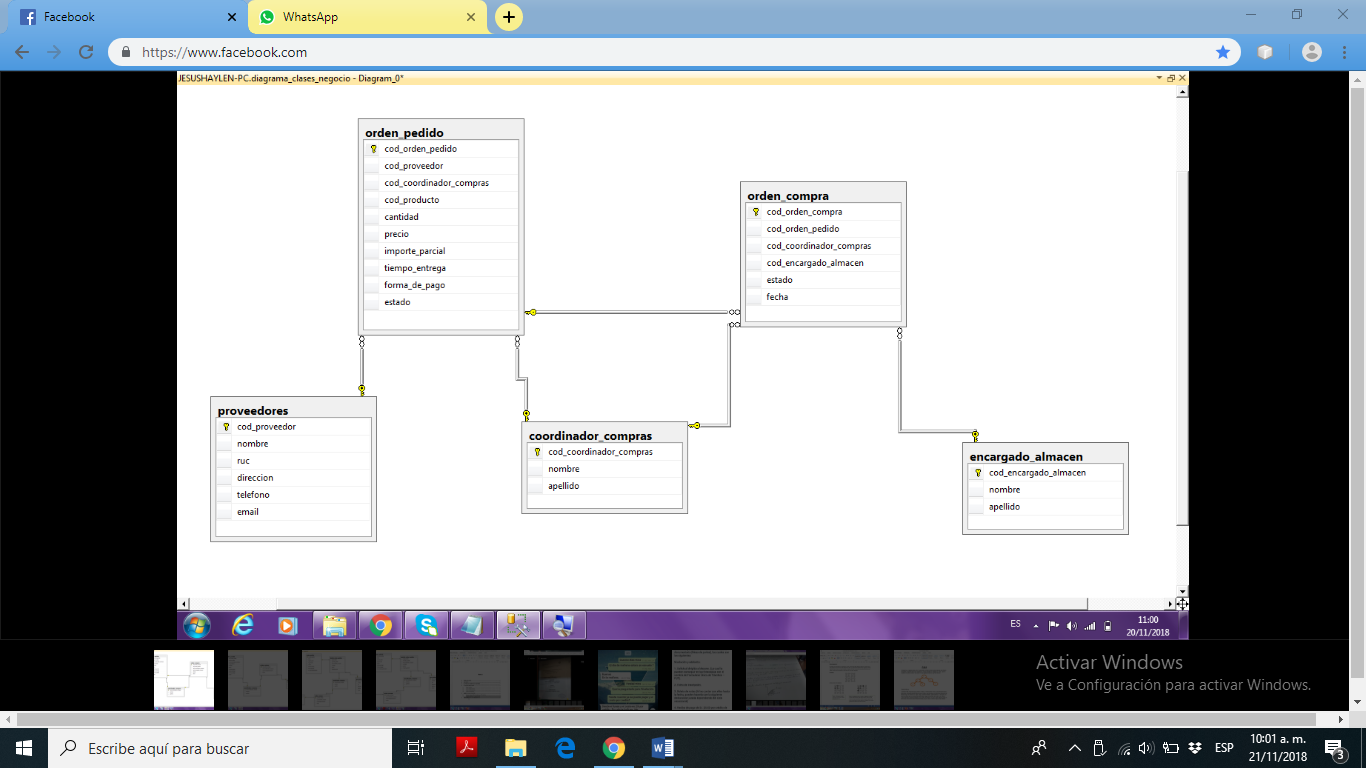 Facebook
WhatsApp
https://www.facebook.com
JESUSHAYLEN-PC.diagrama_clases_negocio - Diagram_0*
orden_pedido
cod_orden_pedido
cod_proveedor
cod_coordinador_compras
cod_producto
cantidad
precio
importe_parcial
tiempo_entrega
forma_de_pago
estado
orden_compra
cod_orden_compra
cod_orden_pedido
cod_coordinador_compras
cod_encargado_almacen
estado
fecha
proveedores
cod_proveedor
nombre
ruc
direccion
telefono
email
coordinador_compras
cod_coordinador_compras
nombre
apellido
encargado_almacen
cod_encargado_almacen
nombre
apellido
ES
11:00
20/11/2018
Activar Windows
Ve a Configuración para activar Windows.
Escribe aquí para buscar
ESP
10:01 a. m.
21/11/2018
3